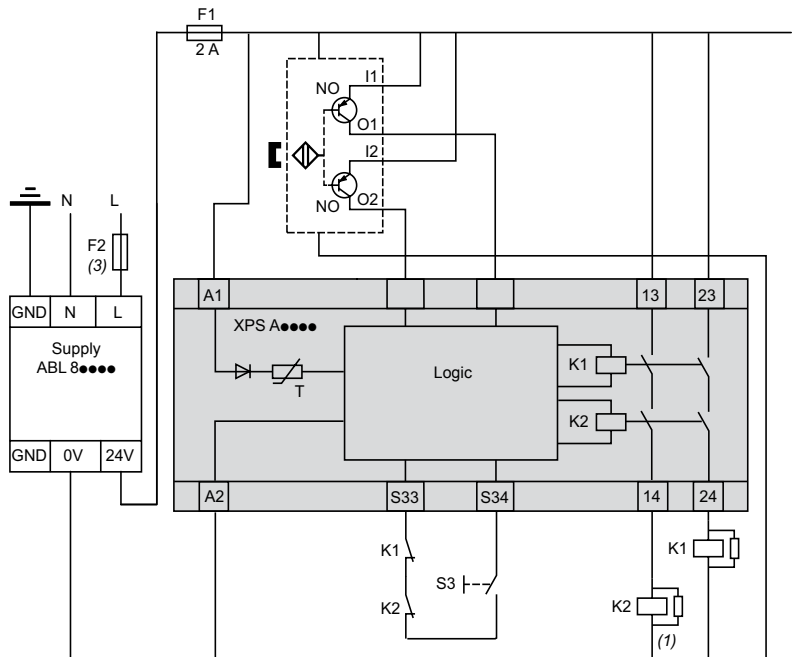 F1
2 A
I1
NO
O1
I2
NO
O2
N
L
F2
(3)
GND
N
L
Supply
ABL 8●●●●
GND
0V
24V
A1
13
23
XPS A●●●●
T
Logic
K1
K2
A2
S33
S34
14
24
K1
K2
S3
K1
K2
(1)